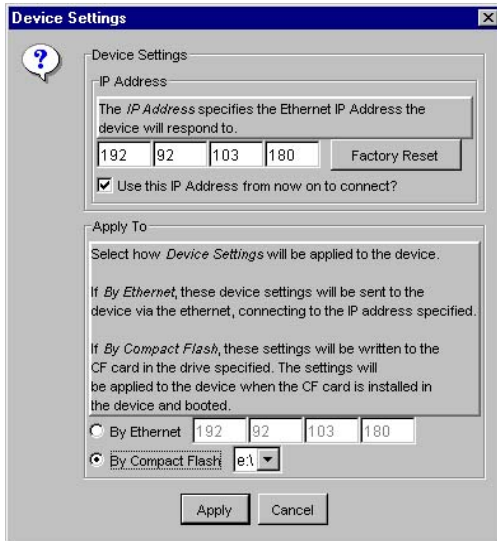 Device Settings
Device Settings
IP Address
The IP Address specifies the Ethernet IP Address the
device will respond to.
192 92 103 180 Factory Reset
Use this IP Address from now on to connect?
Apply To
Select how Device Settings will be applied to the device.
If By Ethernet, these device settings will be sent to the
device via the ethernet, connecting to the IP address specified.
If By Compact Flash, these settings will be written to the
CF card in the drive specified. The settings will
be applied to the device when the CF card is installed in
the device and booted.
By Ethernet 192 92 103 180
By Compact Flash e:\
Apply Cancel